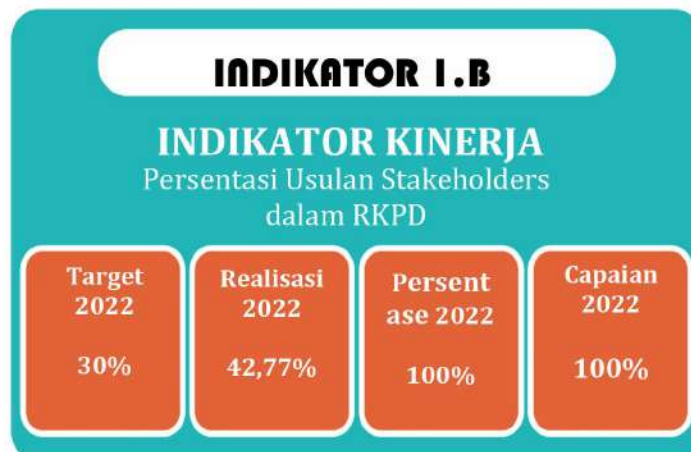 INDIKATOR 1.B
INDIKATOR KINERJA
Persentasi Usulan Stakeholders
dalam RKPD
Target
2022
30%
Realisasi
2022
42,77%
Persent
ase 2022
100%
Capaian
2022
100%